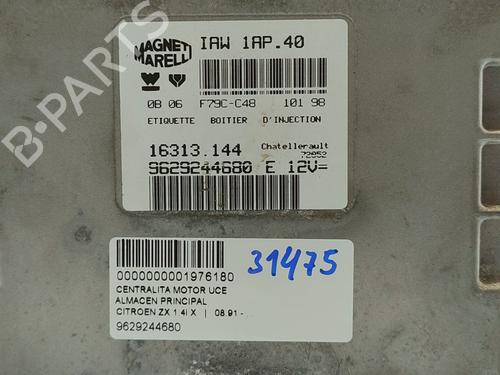 MAGNETI
MARELLI
IAW 1AP.40
08 06 F79C-C48 101 98
ETIQUETTE BOITIER D'INJECTION
16313.144 Chatellerault
72052
9629244680 E 12V=
0000000001976180
31475
CENTRALITA MOTOR UCE
ALMACEN PRINCIPAL
CITROEN ZX 1.4I X | 08.91 - ...
9629244680
B-PARTS